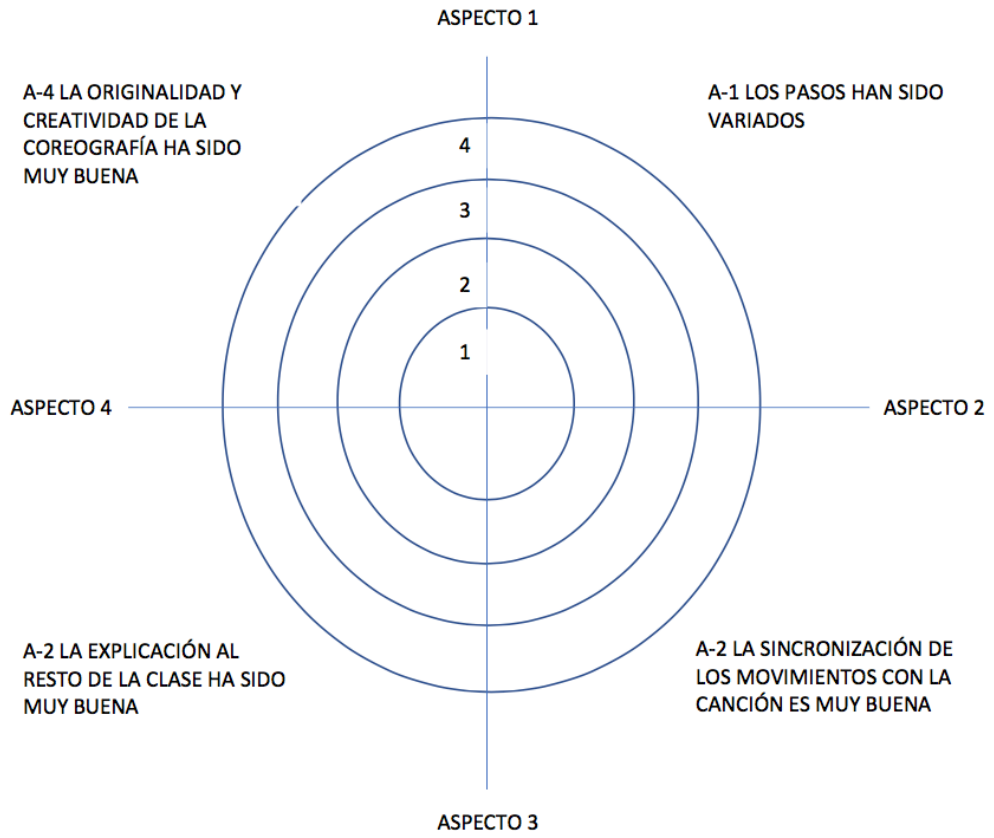 ASPECTO 1
A-4 LA ORIGINALIDAD Y
CREATIVIDAD DE LA
COREOGRAFÍA HA SIDO
MUY BUENA
A-1 LOS PASOS HAN SIDO
VARIADOS
4
3
2
1
ASPECTO 4
ASPECTO 2
A-2 LA EXPLICACIÓN AL
RESTO DE LA CLASE HA SIDO
MUY BUENA
A-2 LA SINCRONIZACIÓN DE
LOS MOVIMIENTOS CON LA
CANCIÓN ES MUY BUENA
ASPECTO 3